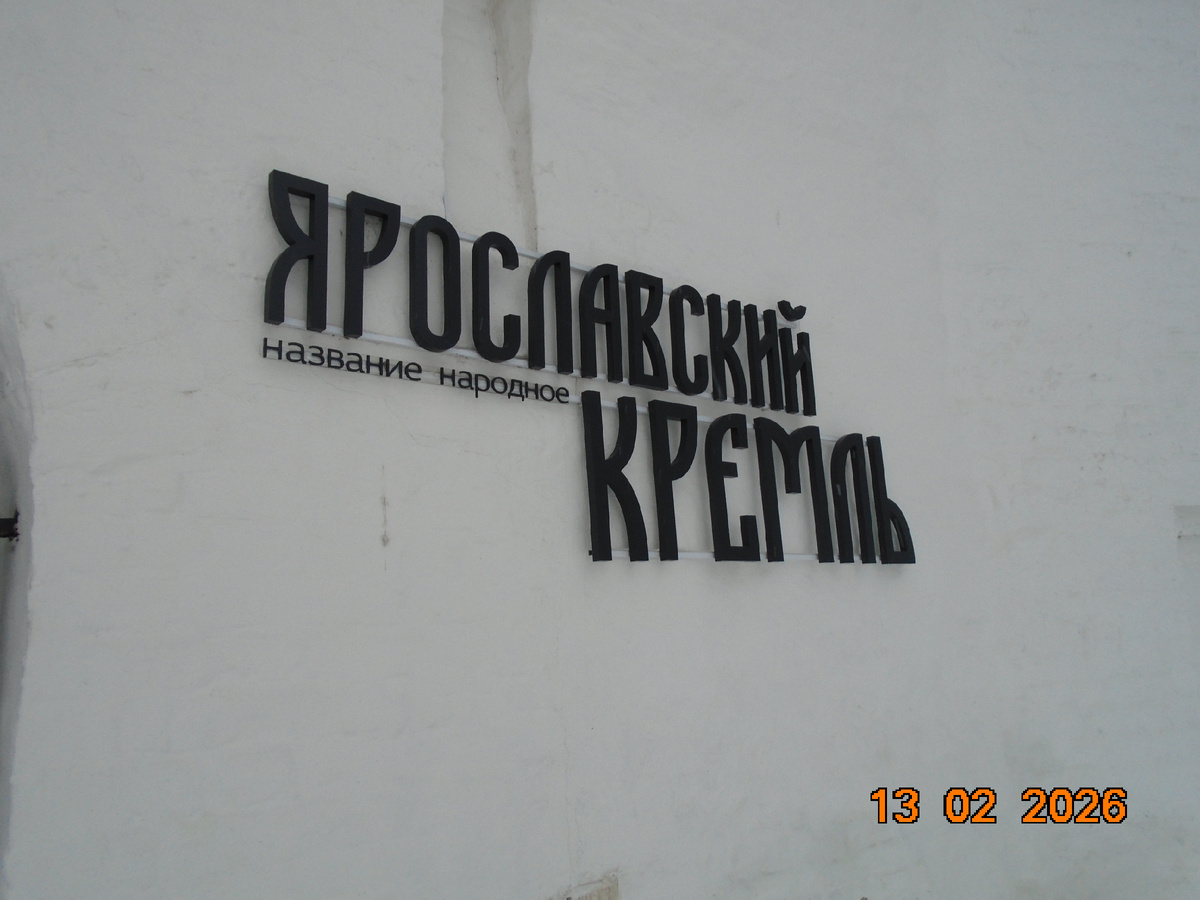 ЯРОСЛАВСКИЙ
название народное
КРЕМЛЬ
13 02 2026